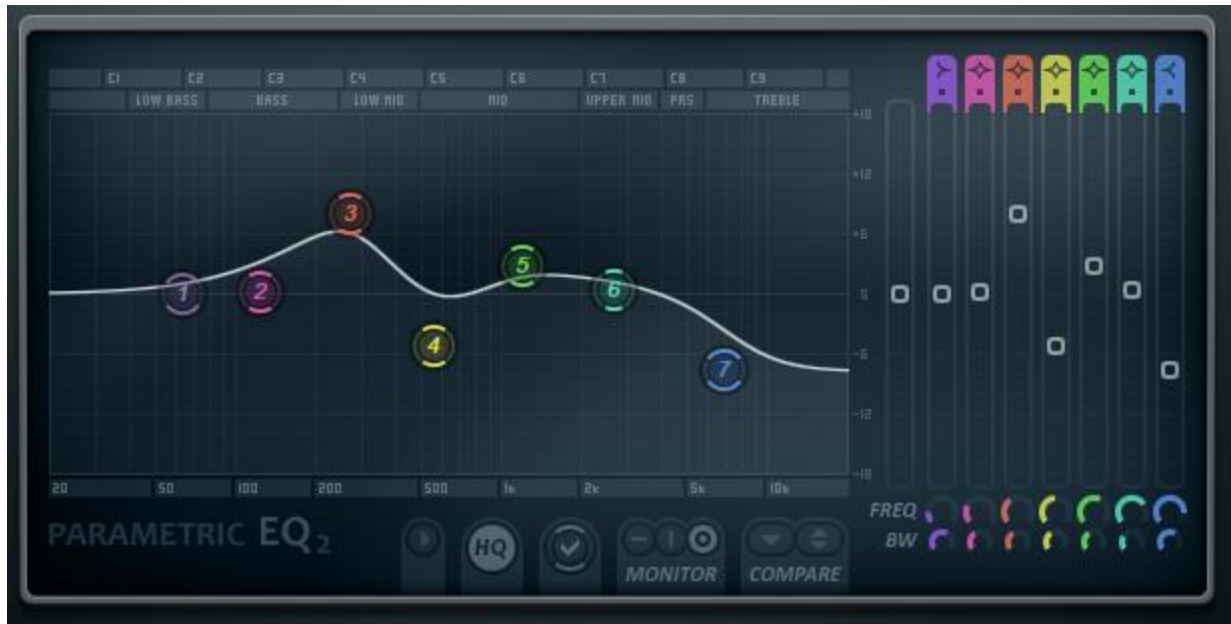 C1 C2 C3 C4 C5 C6 C7 C8 C9
LOW BASS BASS LOW MID MID UPPER MID PRS TREBLE
+18
+12
3
+6
5
1 2 6 0
4
-6
7
-12
-18
20 50 100 200 500 1k 2k 5k 10k
FREQ
PARAMETRIC EQ2 HQ BW
MONITOR COMPARE